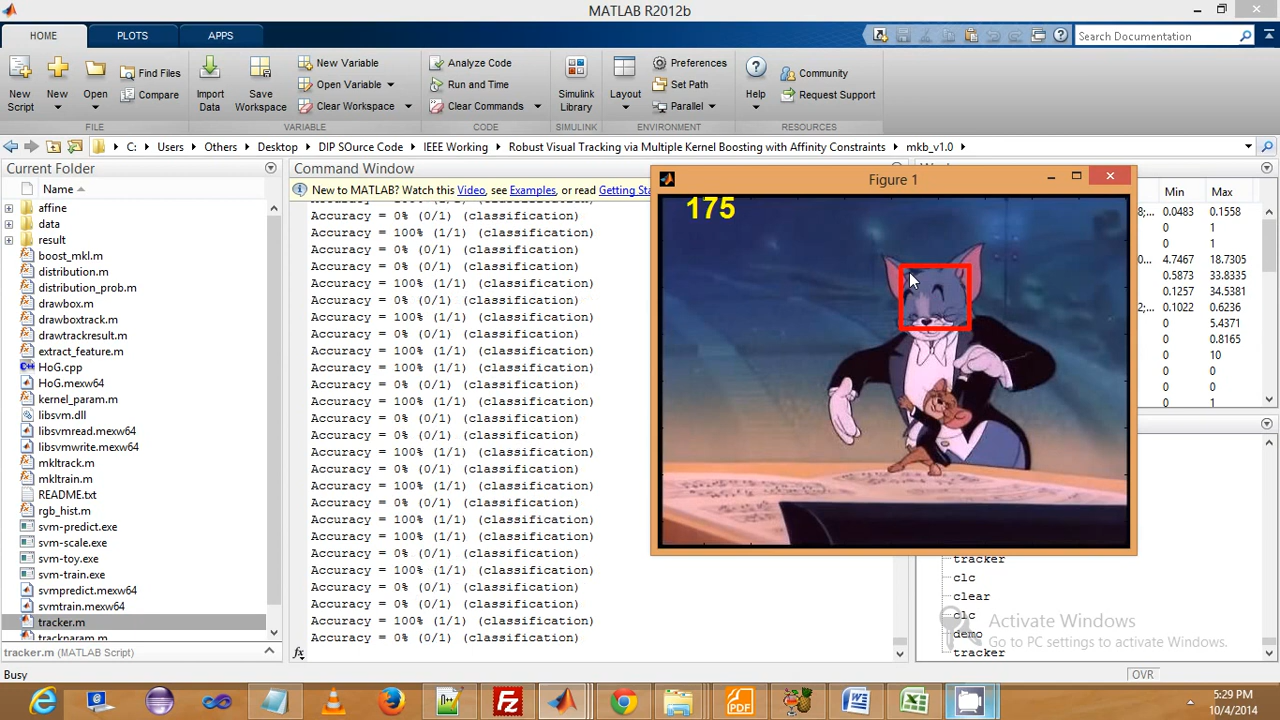 MATLAB R2012b
HOME PLOTS APPS
Search Documentation
New Script
New
Open
Find Files
Compare
Import Data
Save Workspace
New Variable
Open Variable
Clear Workspace
Analyze Code
Run and Time
Clear Commands
Simulink Library
Layout
Preferences
Set Path
Parallel
Help
Community
Request Support
FILE VARIABLE CODE SIMULINK ENVIRONMENT RESOURCES
C: Users Others Desktop DIP SOurce Code IEEE Working Robust Visual Tracking via Multiple Kernel Boosting with Affinity Constraints mkb_v1.0
Current Folder
Name
affine
data
result
boost_mkl.m
distribution.m
distribution_prob.m
drawbox.m
drawboxtrack.m
drawtrackresult.m
extract_feature.m
HoG.cpp
HoG.mexw64
kernel_param.m
libsvm.dll
libsvmread.mexw64
libsvmwrite.mexw64
mkltrack.m
mkltrain.m
README.txt
rgb_hist.m
svm-predict.exe
svm-scale.exe
svm-toy.exe
svm-train.exe
svmpredict.mexw64
svmtrain.mexw64
tracker.m
trackparam.m
tracker.m (MATLAB Script)
Busy
Command Window
New to MATLAB? Watch this Video, see Examples, or read Getting Sta
Accuracy = 0% (0/1) (classification)
Accuracy = 100% (1/1) (classification)
Accuracy = 0% (0/1) (classification)
Accuracy = 0% (0/1) (classification)
Accuracy = 100% (1/1) (classification)
Accuracy = 0% (0/1) (classification)
Accuracy = 100% (1/1) (classification)
Accuracy = 0% (0/1) (classification)
Accuracy = 100% (1/1) (classification)
Accuracy = 100% (1/1) (classification)
Accuracy = 0% (0/1) (classification)
Accuracy = 100% (1/1) (classification)
Accuracy = 0% (0/1) (classification)
Accuracy = 0% (0/1) (classification)
Accuracy = 100% (1/1) (classification)
Accuracy = 0% (0/1) (classification)
Accuracy = 100% (1/1) (classification)
Accuracy = 100% (1/1) (classification)
Accuracy = 100% (1/1) (classification)
Accuracy = 100% (1/1) (classification)
Accuracy = 0% (0/1) (classification)
Accuracy = 100% (1/1) (classification)
Accuracy = 0% (0/1) (classification)
Accuracy = 0% (0/1) (classification)
Accuracy = 100% (1/1) (classification)
Accuracy = 0% (0/1) (classification)
fx
Figure 1
175
Min Max
8;... 0.0483 0.1558
0 1
0 1
4.7467 18.7305
0.5873 33.8335
0.1257 34.5381
2;... 0.1022 0.6236
0 5.4371
0 0.8165
0 10
0 0
0 0
0 1
tracker
clc
clear
clc
demo
tracker
Activate Windows
Go to PC settings to activate Windows.
OVR
5:29 PM
10/4/2014